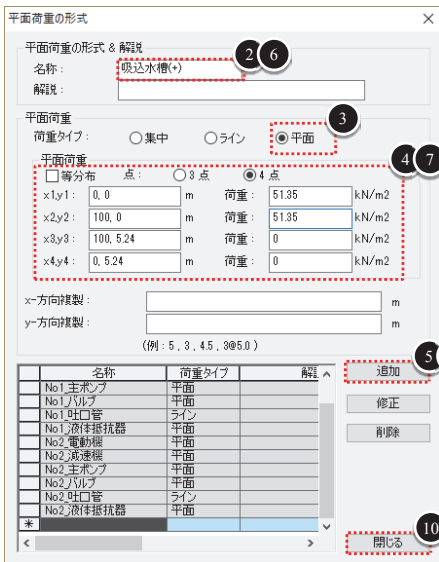 平面荷重の形式
平面荷重の形式 & 解説
2 6
名称 : 吸込水槽(+)
解説 :
平面荷重
3
荷重タイプ : 集中 ライン 平面
平面荷重
4 7
等分布 点 : 3 点 4 点
x1,y1 : 0, 0 m 荷重 : 51.35 kN/m2
x2,y2 : 100, 0 m 荷重 : 51.35 kN/m2
x3,y3 : 100, 5.24 m 荷重 : 0 kN/m2
x4,y4 : 0, 5.24 m 荷重 : 0 kN/m2
x-方向複製 : m
y-方向複製 : m
(例 : 5 , 3 , 4.5 , 3@5.0 )
5
名称 荷重タイプ 解説 追加
No1_主ポンプ 平面
No1_バルブ 平面
修正
No1_吐口管 ライン
No1_液体抵抗器 平面
削除
No2_電動機 平面
No2_減速機 平面
No2_主ポンプ 平面
No2_バルブ 平面
No2_吐口管 ライン
No2_液体抵抗器 平面
*
10
閉じる